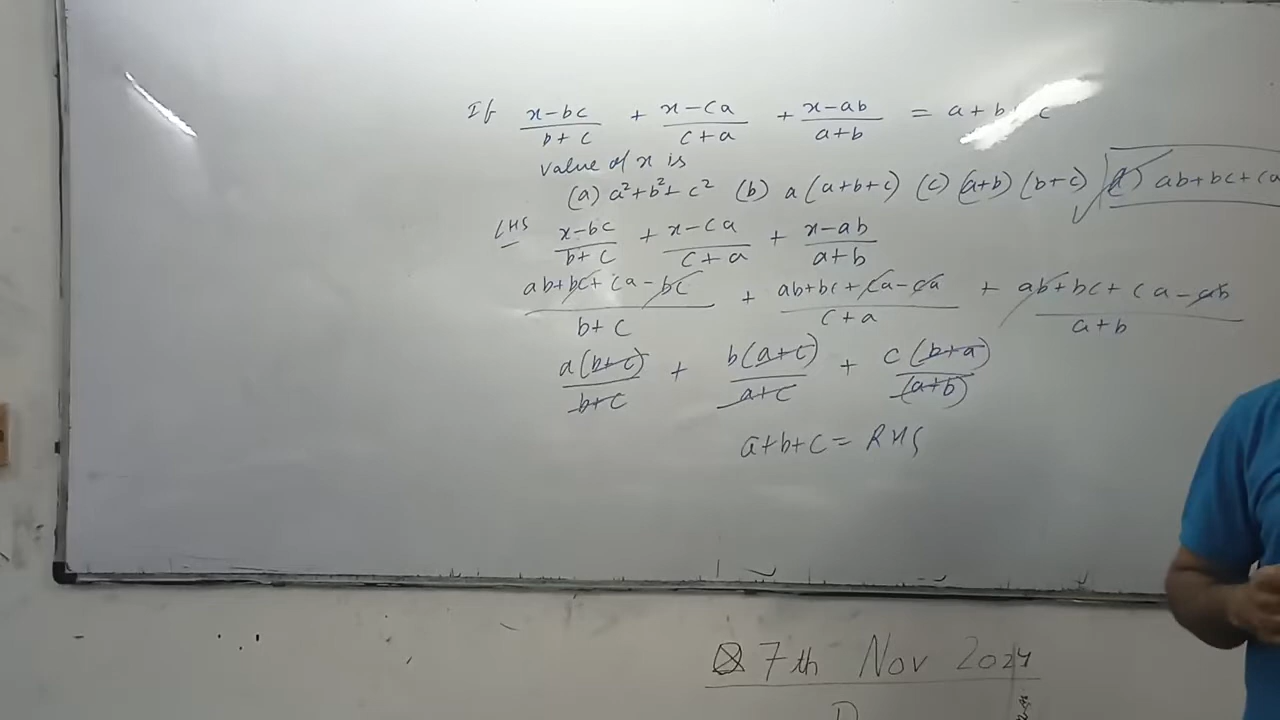 If (x-bc)/(b+c) + (x-ca)/(c+a) + (x-ab)/(a+b) = a+b c
value of x is
(a) a²+b²+c² (b) a(a+b+c) (c) (a+b)(b+c) (d) ab+bc+ca
LHS (x-bc)/(b+c) + (x-ca)/(c+a) + (x-ab)/(a+b)
(ab+bc+ca-bc)/(b+c) + (ab+bc+ca-ca)/(c+a) + (ab+bc+ca-ab)/(a+b)
a(b+c)/(b+c) + b(a+c)/(a+c) + c(b+a)/(a+b)
a+b+c = RHS
7th Nov 2024